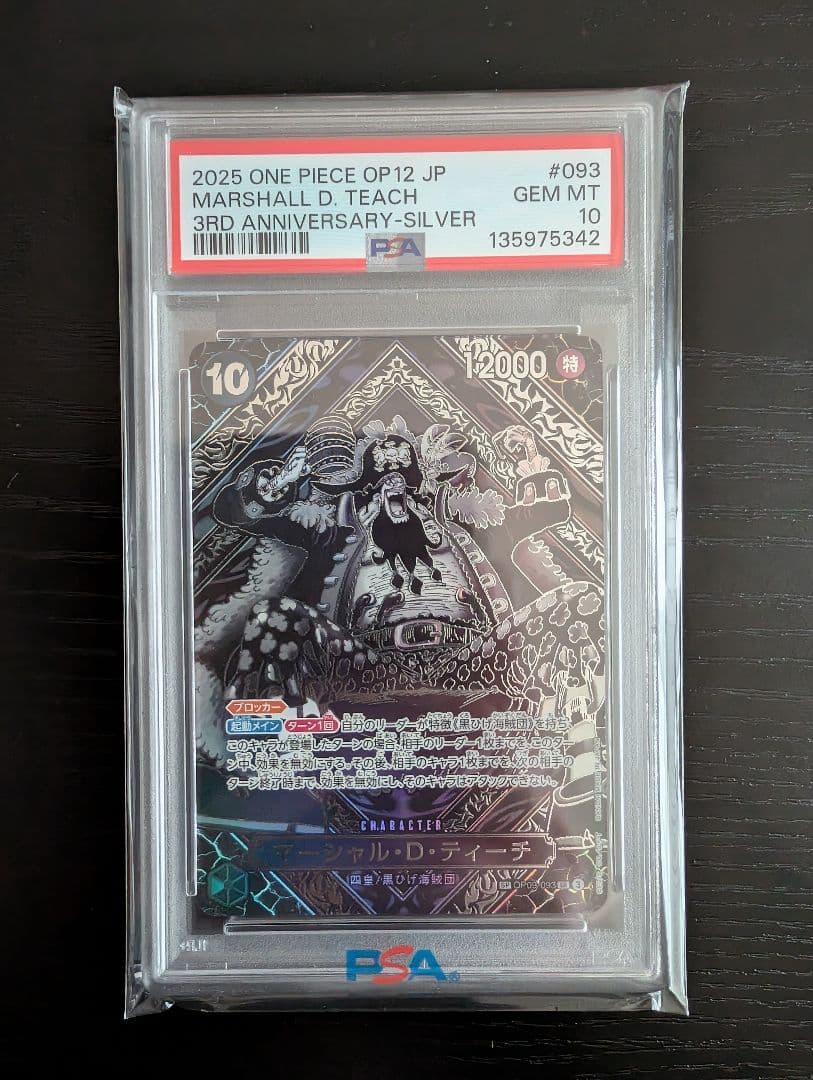 2025 ONE PIECE OP12 JP #093
MARSHALL D. TEACH GEM MT
3RD ANNIVERSARY-SILVER 10
PSA 135975342
10 12000 特
ブロッカー
起動メイン ターン1回 自分のリーダーが特徴《黒ひげ海賊団》を持ち、
このキャラが登場したターンの場合、相手のリーダー1枚までを、このター
ン中、効果を無効にする。その後、相手のキャラ1枚までを、次の相手の
ターン終了時まで、効果を無効にし、そのキャラはアタックできない。
CHARACTER
マーシャル・D・ティーチ
四皇/黒ひげ海賊団
SR OP09-093 3
PSA